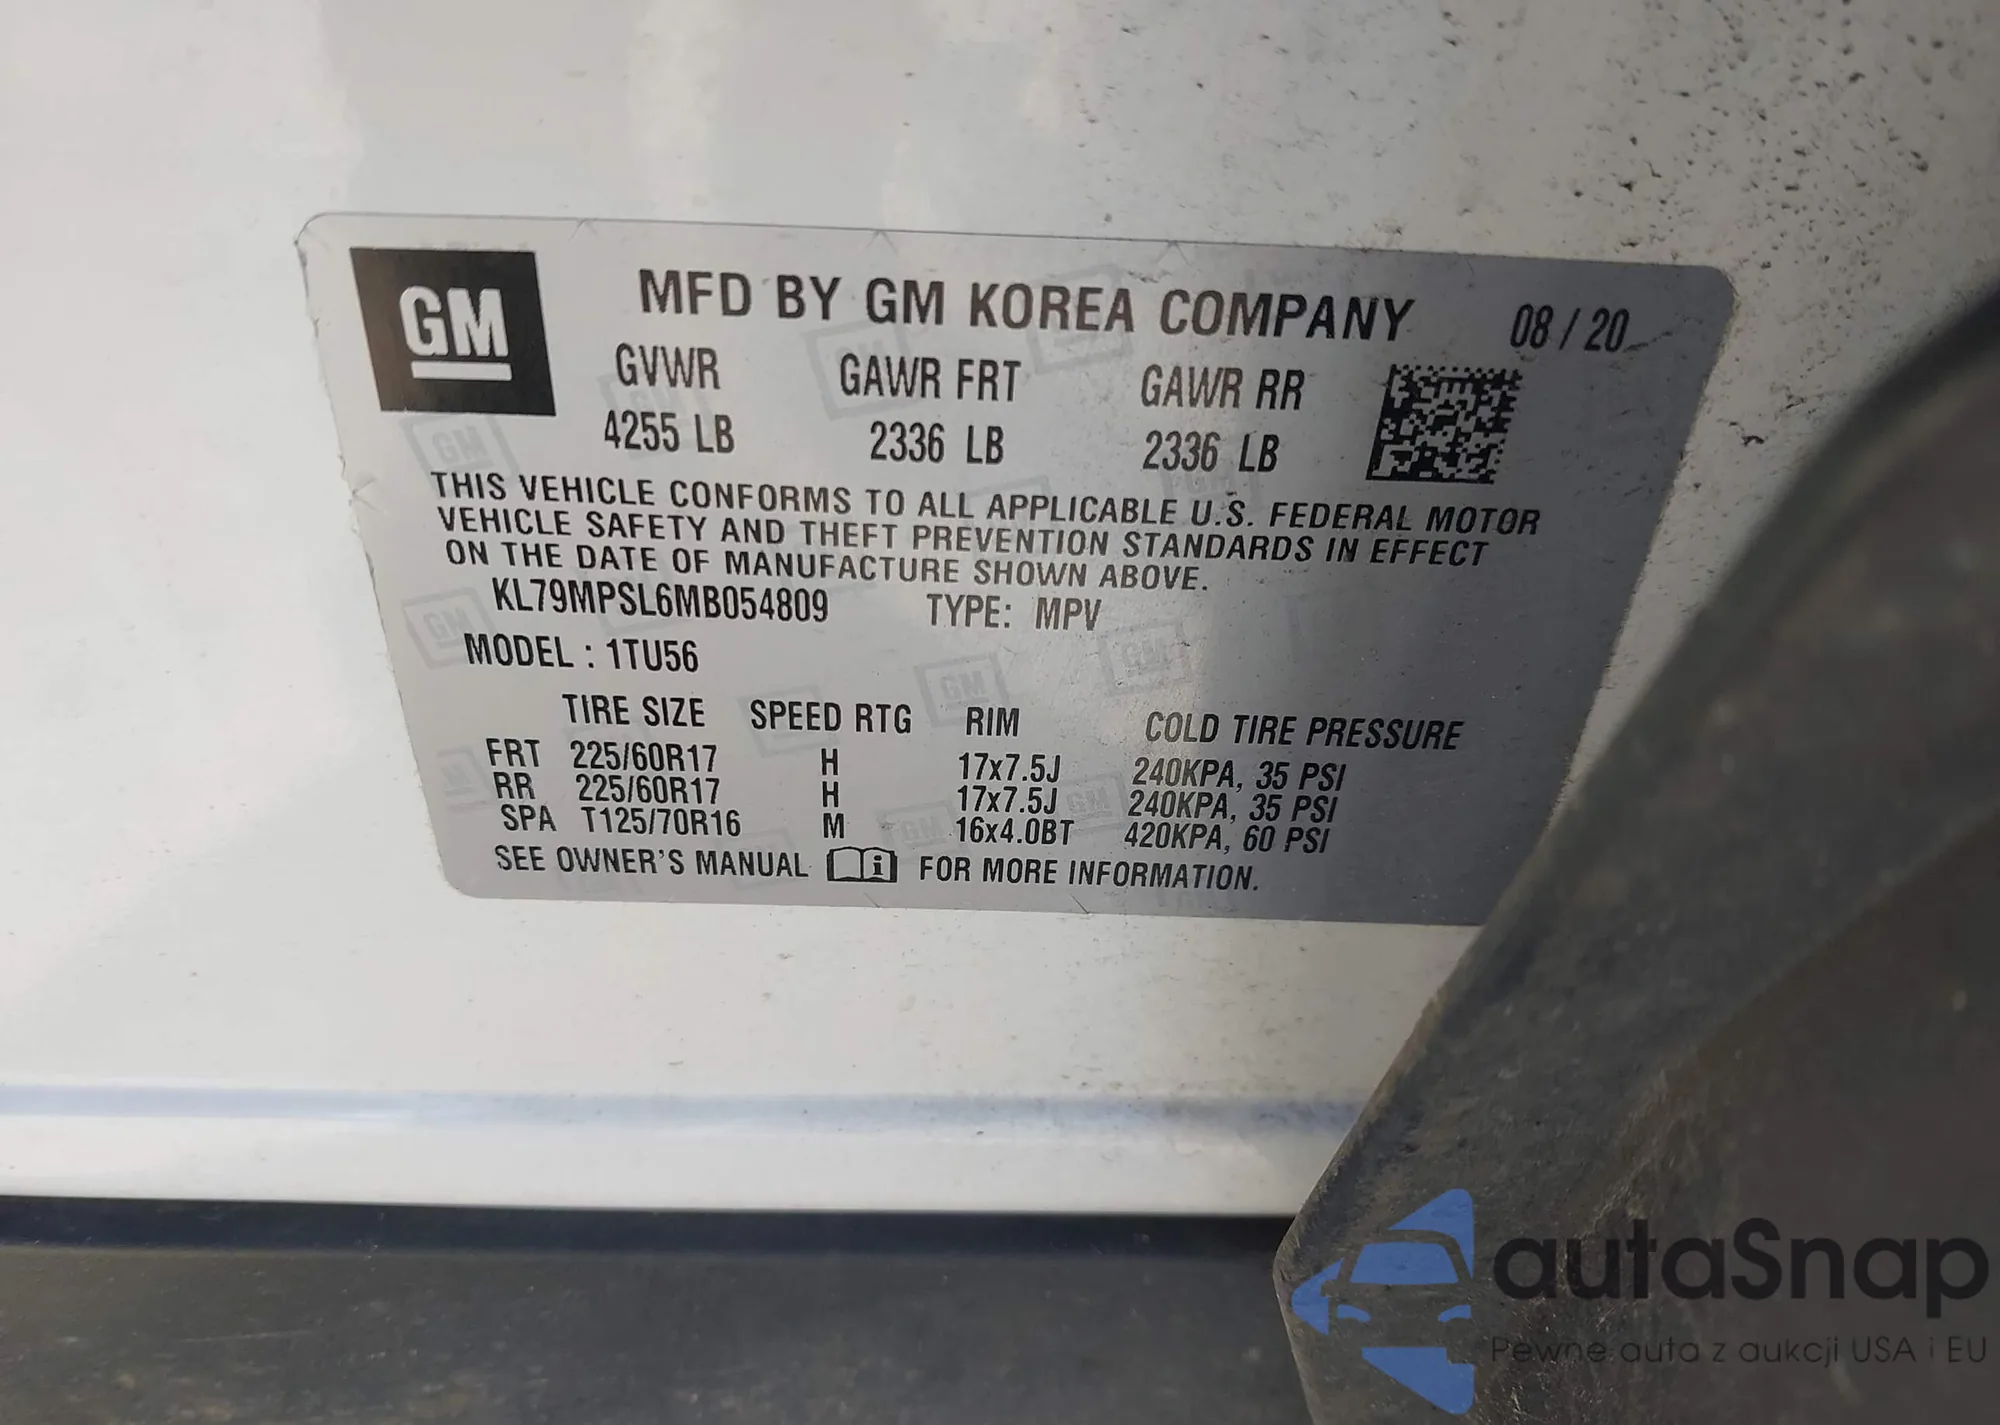 GM
MFD BY GM KOREA COMPANY 08 / 20
GVWR GAWR FRT GAWR RR
4255 LB 2336 LB 2336 LB
THIS VEHICLE CONFORMS TO ALL APPLICABLE U.S. FEDERAL MOTOR
VEHICLE SAFETY AND THEFT PREVENTION STANDARDS IN EFFECT
ON THE DATE OF MANUFACTURE SHOWN ABOVE.
KL79MPSL6MB054809 TYPE: MPV
MODEL : 1TU56
TIRE SIZE SPEED RTG RIM COLD TIRE PRESSURE
FRT 225/60R17 H 17x7.5J 240KPA, 35 PSI
RR 225/60R17 H 17x7.5J 240KPA, 35 PSI
SPA T125/70R16 M 16x4.0BT 420KPA, 60 PSI
SEE OWNER'S MANUAL i FOR MORE INFORMATION.
autaSnap
Pewne auta z aukcji USA i EU